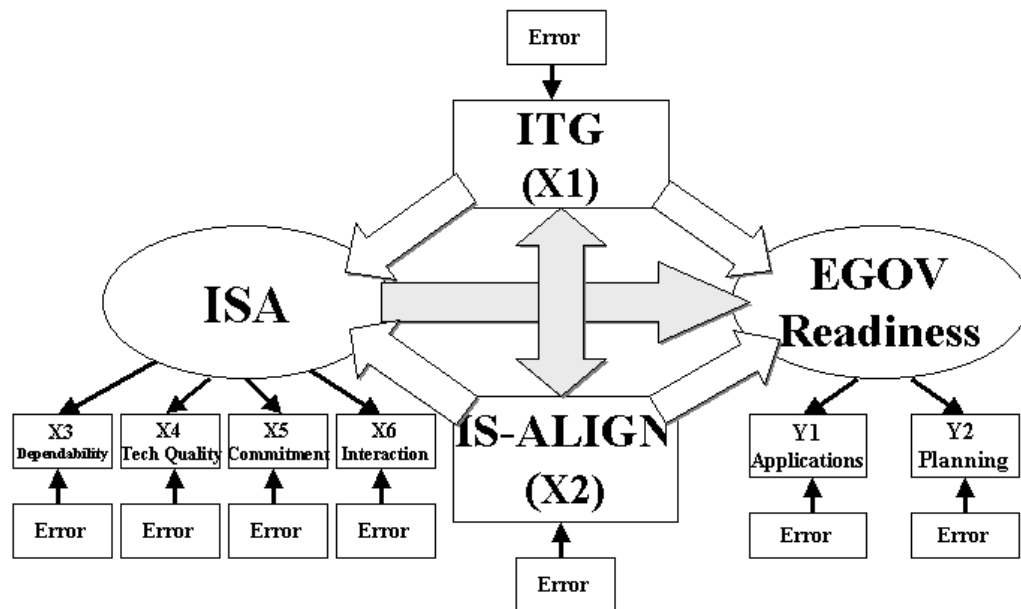 Error
ITG
(X1)
ISA
EGOV
Readiness
IS-ALIGN
(X2)
X3
Dependability
X4
Tech Quality
X5
Commitment
X6
Interaction
Y1
Applications
Y2
Planning
Error
Error
Error
Error
Error
Error
Error